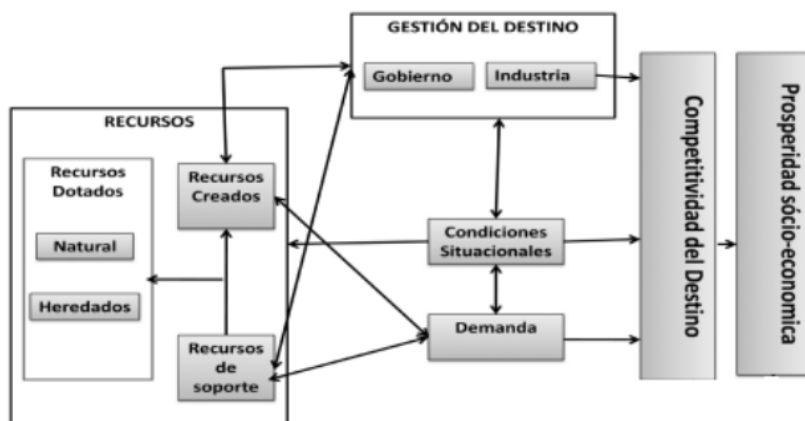 GESTIÓN DEL DESTINO
Gobierno
Industria
RECURSOS
Recursos
Dotados
Natural
Heredados
Recursos
Creados
Recursos
de
soporte
Condiciones
Situacionales
Demanda
Competitividad del Destino
Prosperidad sócio-economica